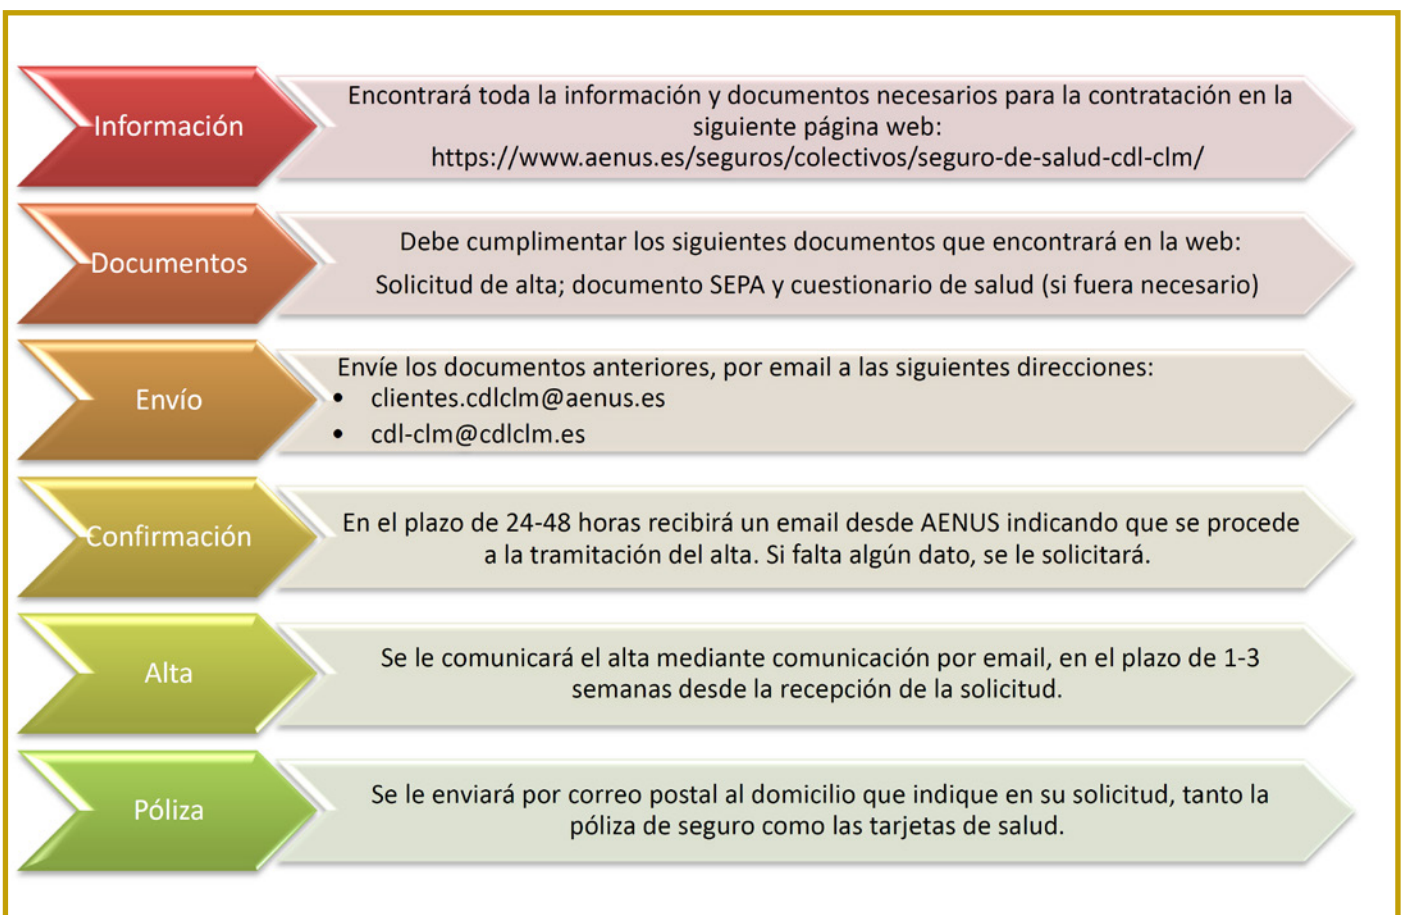 Información
Encontrará toda la información y documentos necesarios para la contratación en la
siguiente página web:
https://www.aenus.es/seguros/colectivos/seguro-de-salud-cdl-clm/
Documentos
Debe cumplimentar los siguientes documentos que encontrará en la web:
Solicitud de alta; documento SEPA y cuestionario de salud (si fuera necesario)
Envío
Envíe los documentos anteriores, por email a las siguientes direcciones:
• clientes.cdlclm@aenus.es
• cdl-clm@cdlclm.es
Confirmación
En el plazo de 24-48 horas recibirá un email desde AENUS indicando que se procede
a la tramitación del alta. Si falta algún dato, se le solicitará.
Alta
Se le comunicará el alta mediante comunicación por email, en el plazo de 1-3
semanas desde la recepción de la solicitud.
Póliza
Se le enviará por correo postal al domicilio que indique en su solicitud, tanto la
póliza de seguro como las tarjetas de salud.